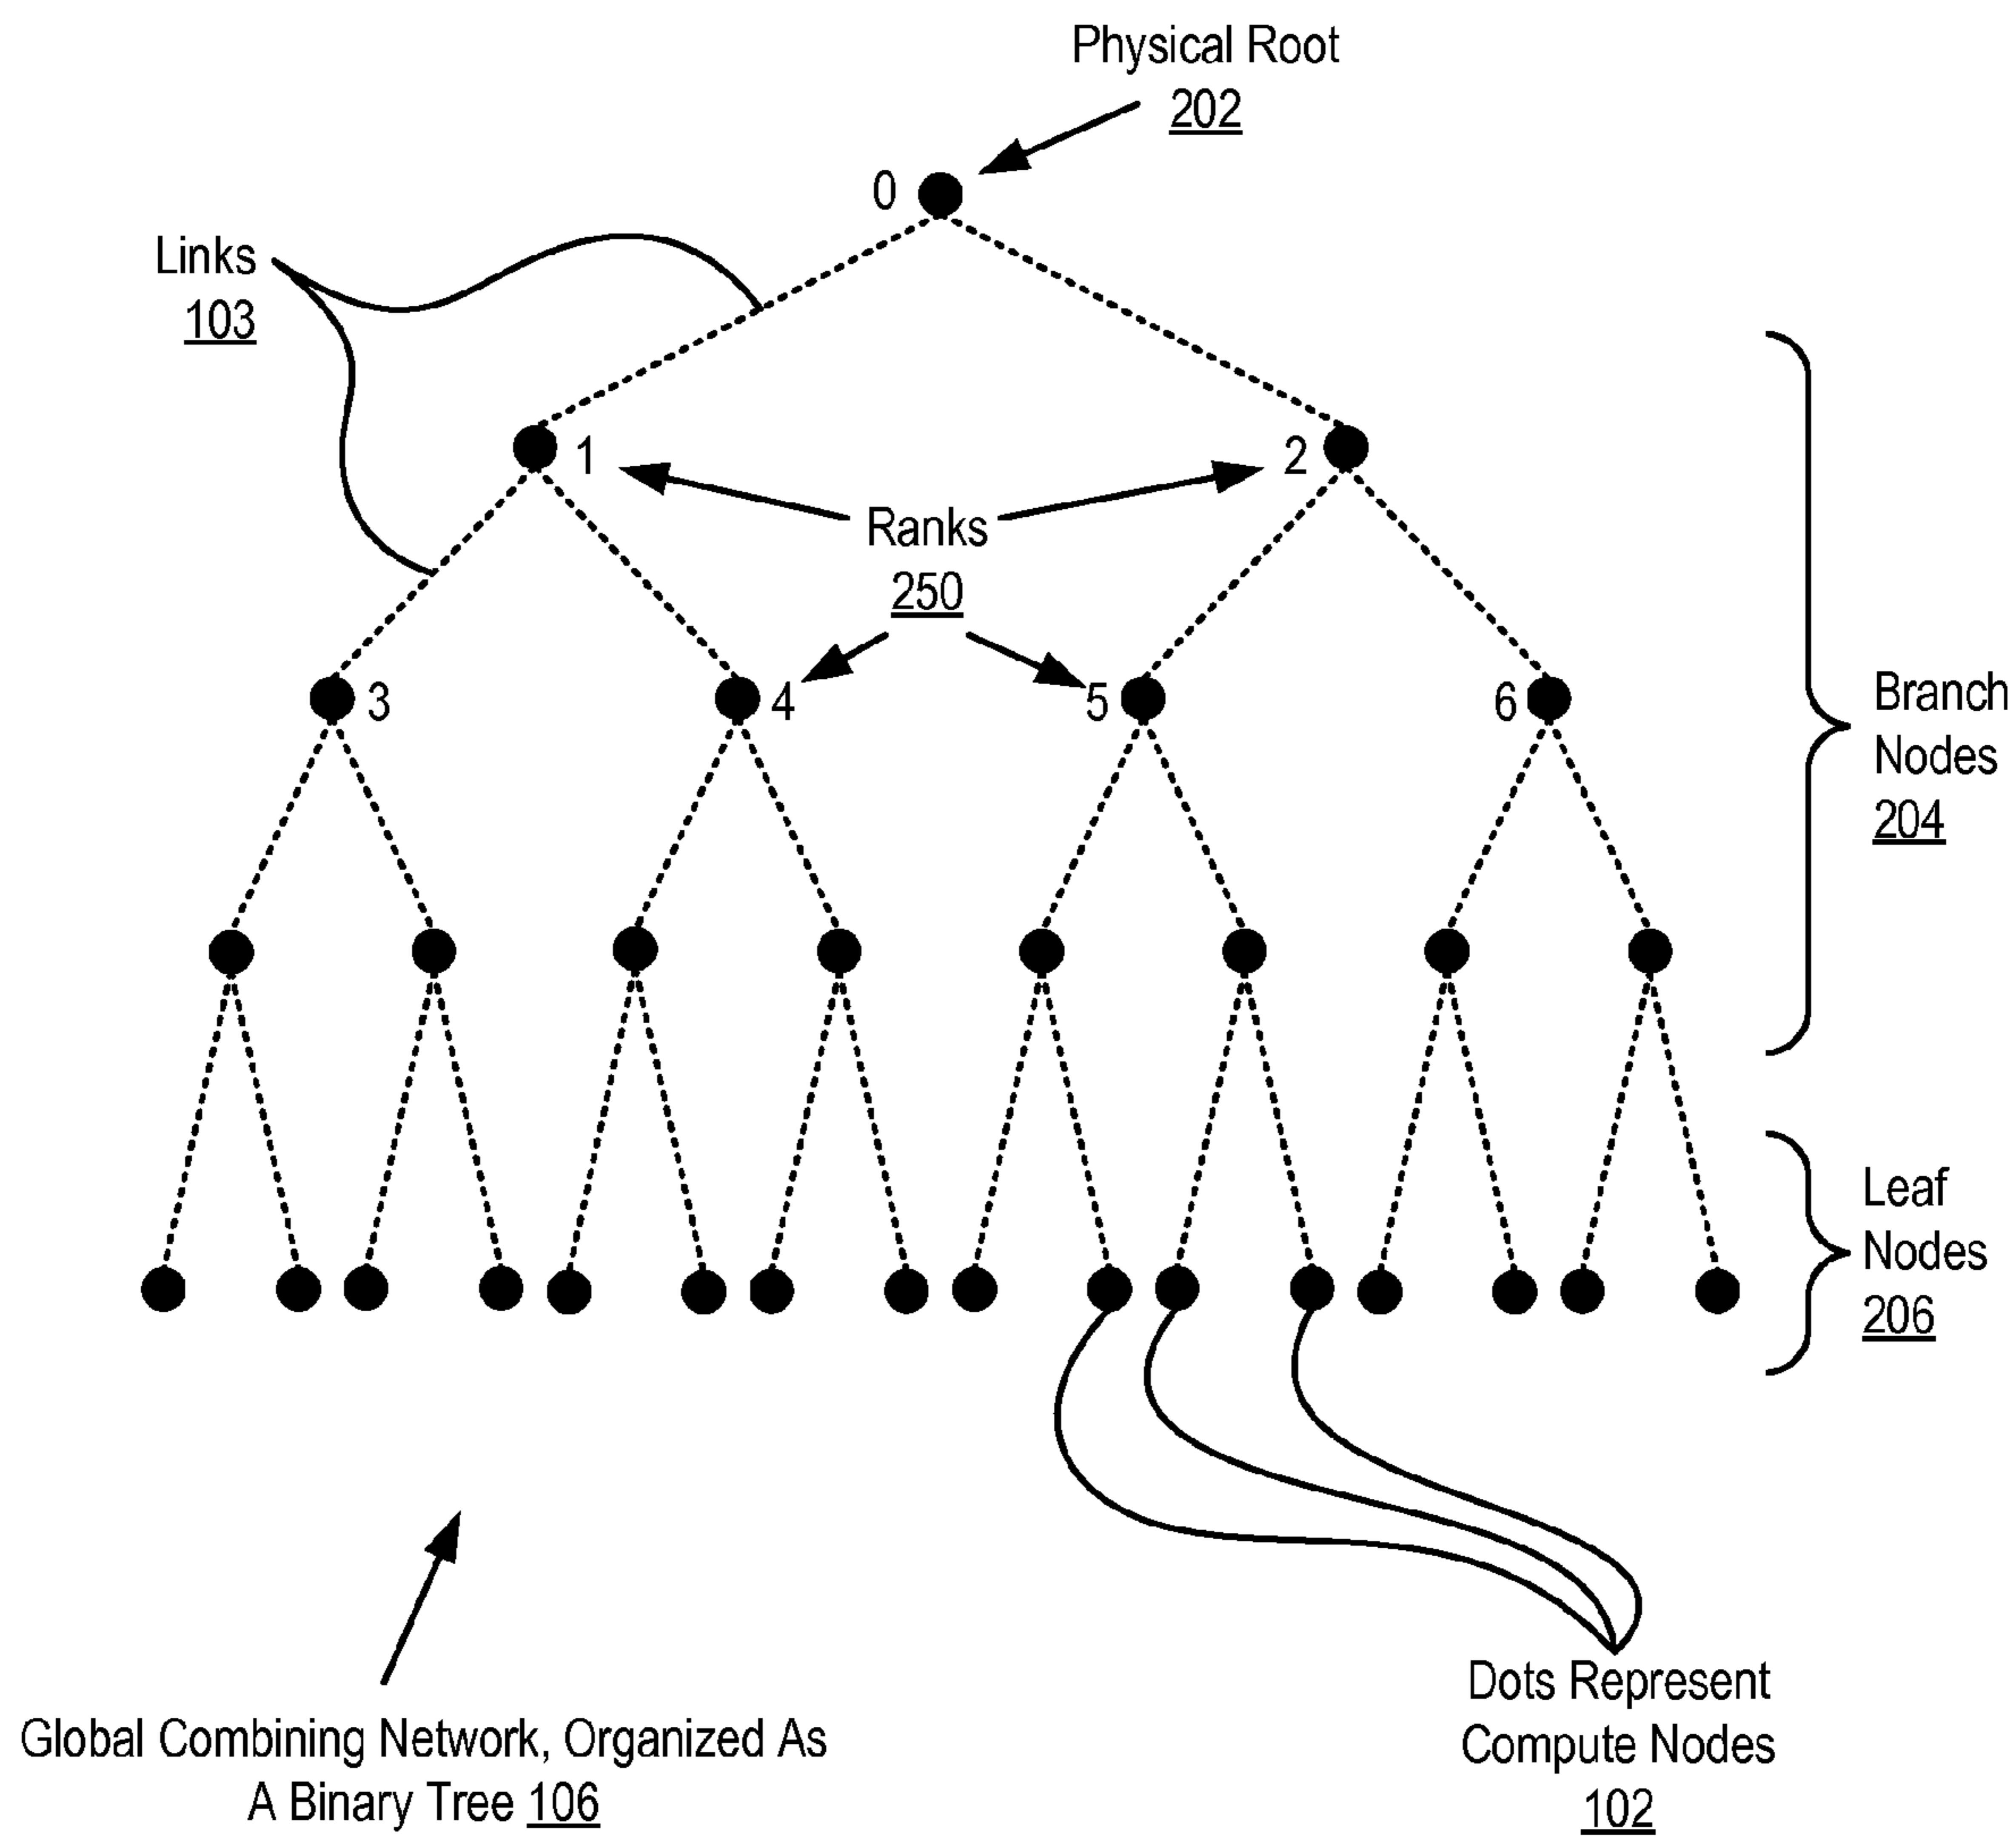 Physical Root
202
0
Links
103
1
2
Ranks
250
3
4
5
6
Branch
Nodes
204
Leaf
Nodes
206
Global Combining Network, Organized As
A Binary Tree 106
Dots Represent
Compute Nodes
102